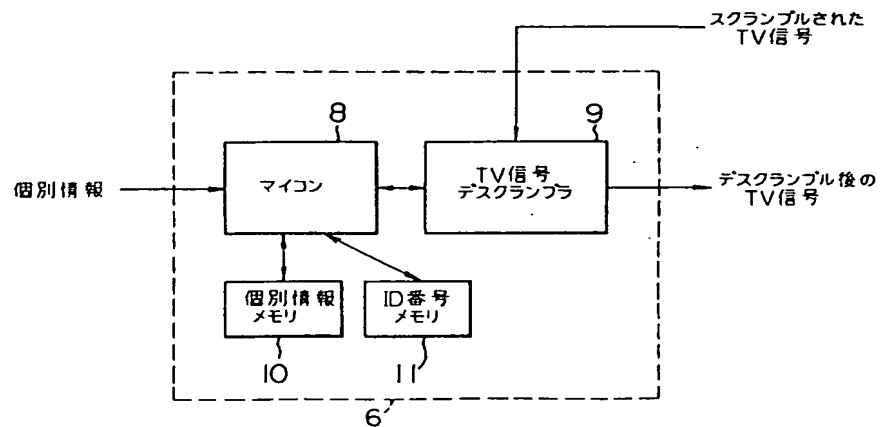 スクランブルされた
TV信号
8
9
個別情報
マイコン
TV信号
デスクランブラ
デスクランブル後の
TV信号
個別情報
メモリ
ID番号
メモリ
10
11
6